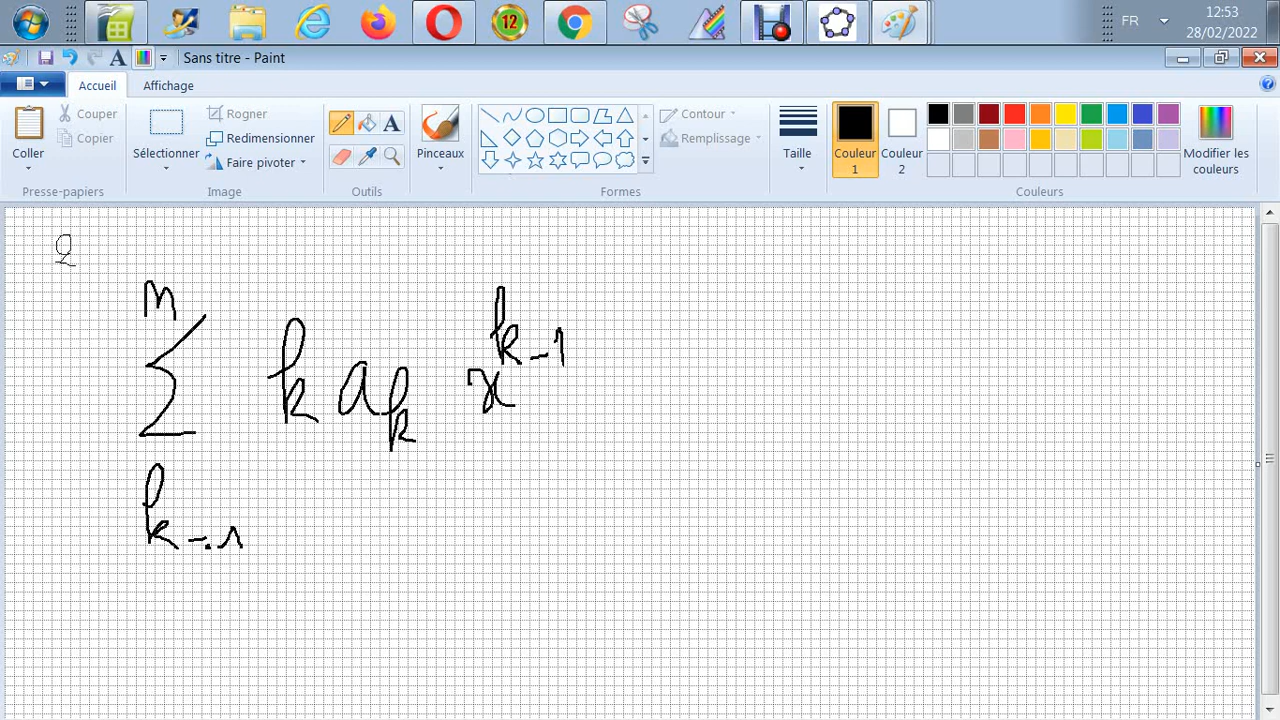 12
FR
12:53
28/02/2022
Sans titre - Paint
Accueil Affichage
Coller
Couper
Copier
Presse-papiers
Sélectionner
Rogner
Redimensionner
Faire pivoter
Image
Outils
Pinceaux
Contour
Remplissage
Formes
Taille
Couleur 1
Couleur 2
Modifier les couleurs
Couleurs
n
∑ k a_k x^{k-1}
k=1